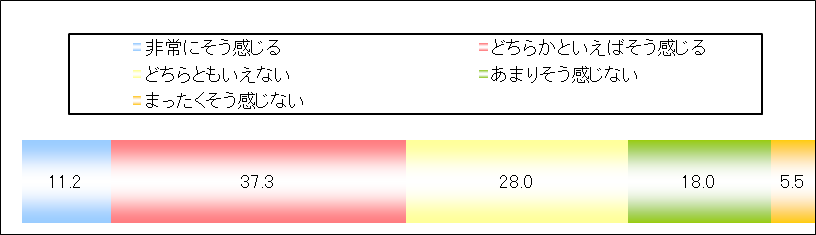 非常にそう感じる
どちらかといえばそう感じる
どちらともいえない
あまりそう感じない
まったくそう感じない
11.2
37.3
28.0
18.0
5.5